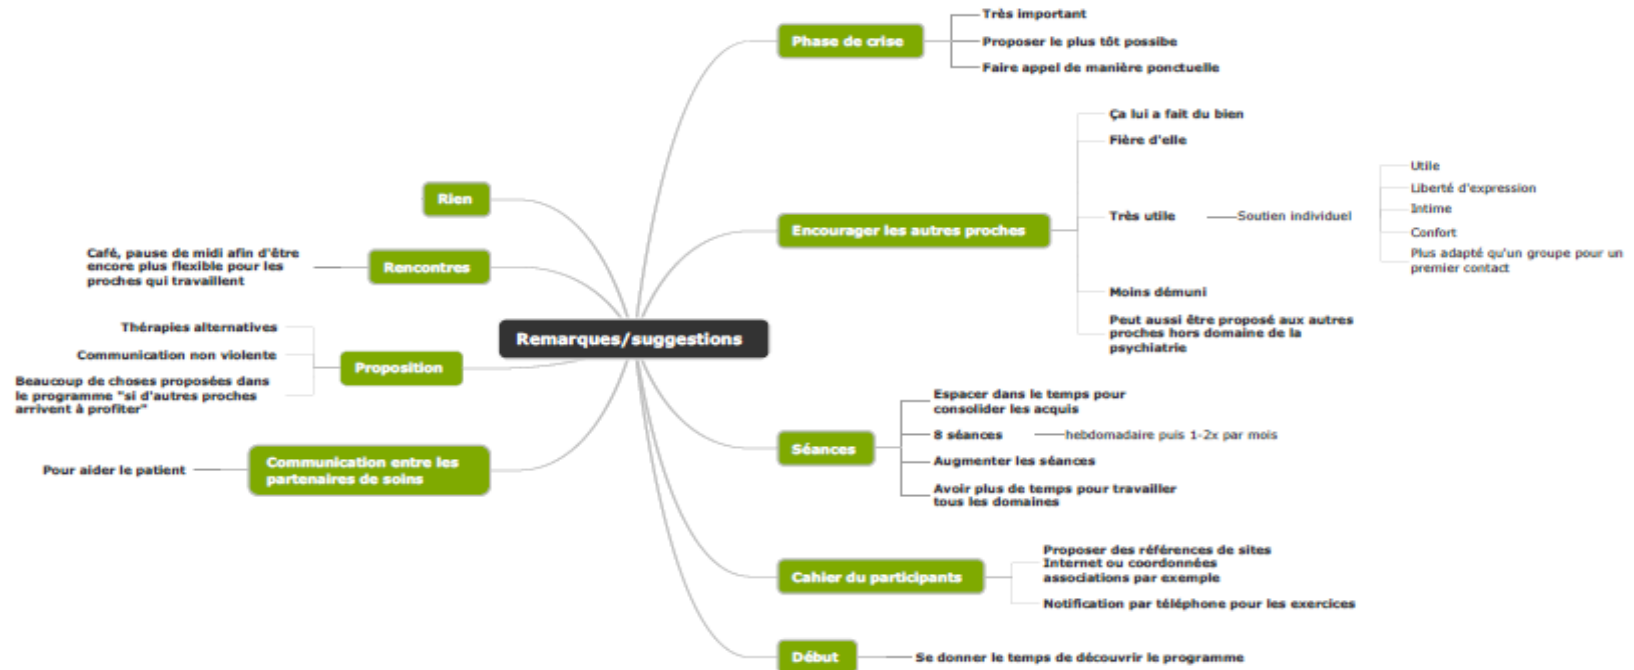 Remarques/suggestions
Phase de crise
Très important
Proposer le plus tôt possibe
Faire appel de manière ponctuelle
Encourager les autres proches
Ça lui a fait du bien
Fière d'elle
Très utile
Soutien individuel
Utile
Liberté d'expression
Intime
Confort
Plus adapté qu'un groupe pour un
premier contact
Moins démuni
Peut aussi être proposé aux autres
proches hors domaine de la
psychiatrie
Séances
Espacer dans le temps pour
consolider les acquis
8 séances
hebdomadaire puis 1-2x par mois
Augmenter les séances
Avoir plus de temps pour travailler
tous les domaines
Cahier du participants
Proposer des références de sites
Internet ou coordonnées
associations par exemple
Notification par téléphone pour les exercices
Début
Se donner le temps de découvrir le programme
Rien
Rencontres
Café, pause de midi afin d'être
encore plus flexible pour les
proches qui travaillent
Proposition
Thérapies alternatives
Communication non violente
Beaucoup de choses proposées dans
le programme "si d'autres proches
arrivent à profiter"
Communication entre les
partenaires de soins
Pour aider le patient